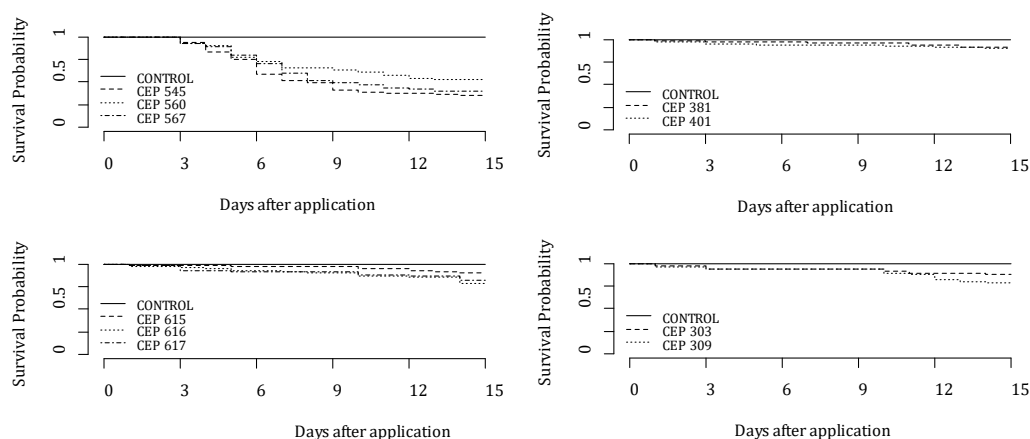 Survival Probability
1
0.5
0
CONTROL
CEP 545
CEP 560
CEP 567
0 3 6 9 12 15
Days after application
Survival Probability
1
0.5
0
CONTROL
CEP 381
CEP 401
0 3 6 9 12 15
Days after application
Survival Probability
1
0.5
0
CONTROL
CEP 615
CEP 616
CEP 617
0 3 6 9 12 15
Days after application
Survival Probability
1
0.5
0
CONTROL
CEP 303
CEP 309
0 3 6 9 12 15
Days after application